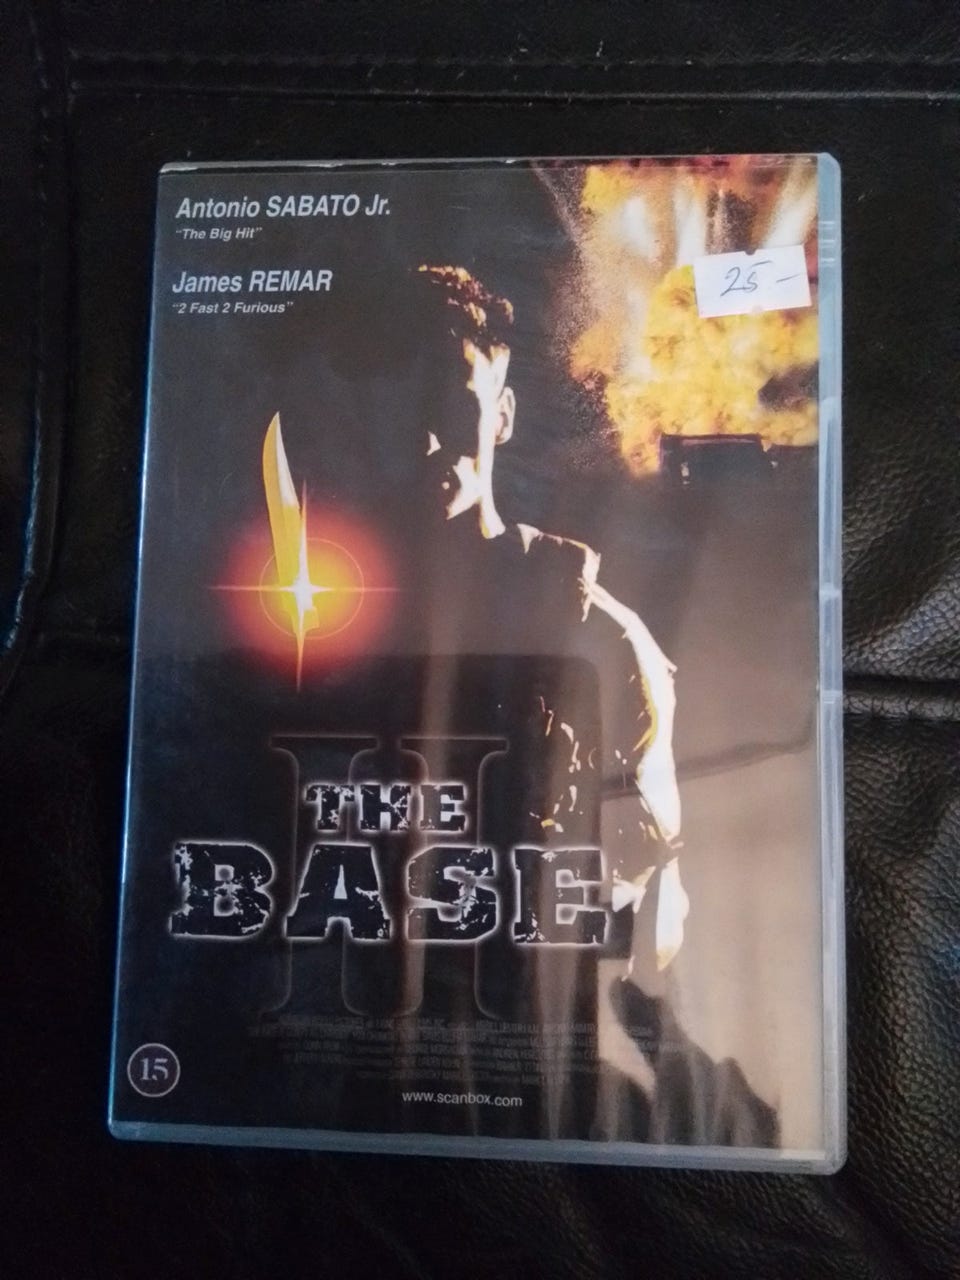 Antonio SABATO Jr.
"The Big Hit"
James REMAR
"2 Fast 2 Furious"
25-
II
THE
BASE
15
www.scanbox.com